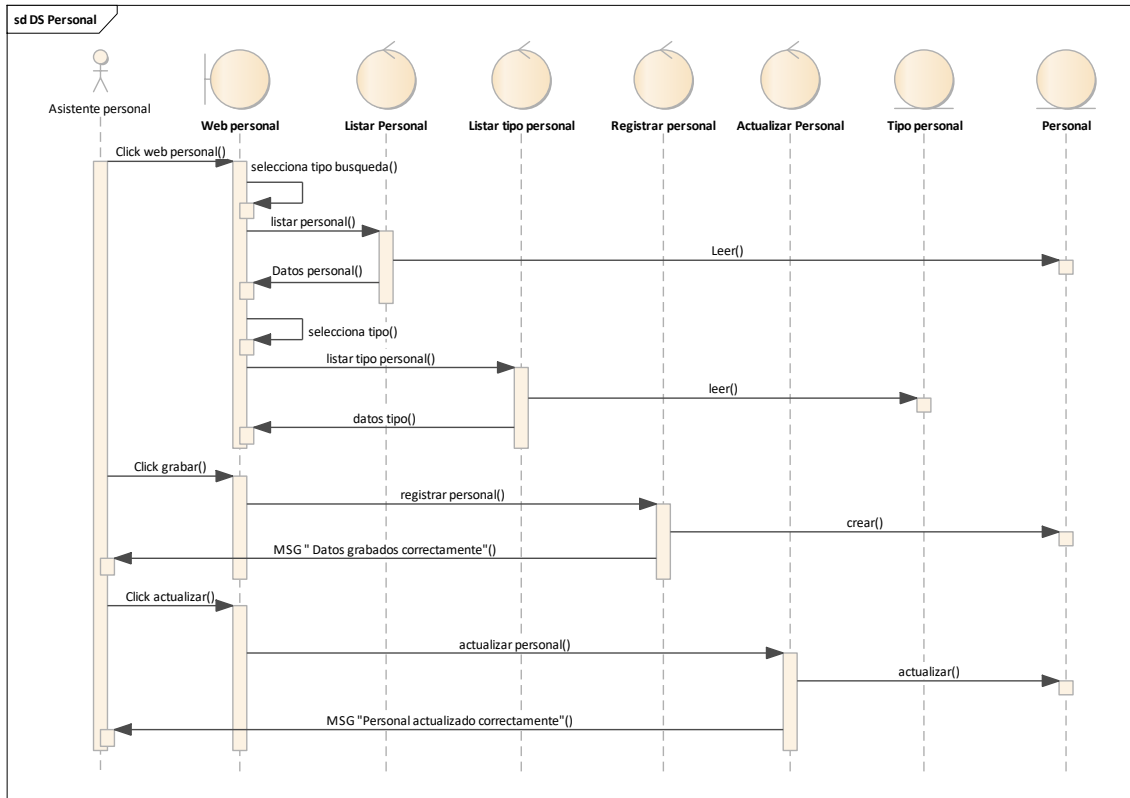 sd DS Personal
Asistente personal
Web personal
Listar Personal
Listar tipo personal
Registrar personal
Actualizar Personal
Tipo personal
Personal
Click web personal()
selecciona tipo busqueda()
listar personal()
Leer()
Datos personal()
selecciona tipo()
listar tipo personal()
leer()
datos tipo()
Click grabar()
registrar personal()
crear()
MSG " Datos grabados correctamente"()
Click actualizar()
actualizar personal()
actualizar()
MSG "Personal actualizado correctamente"()